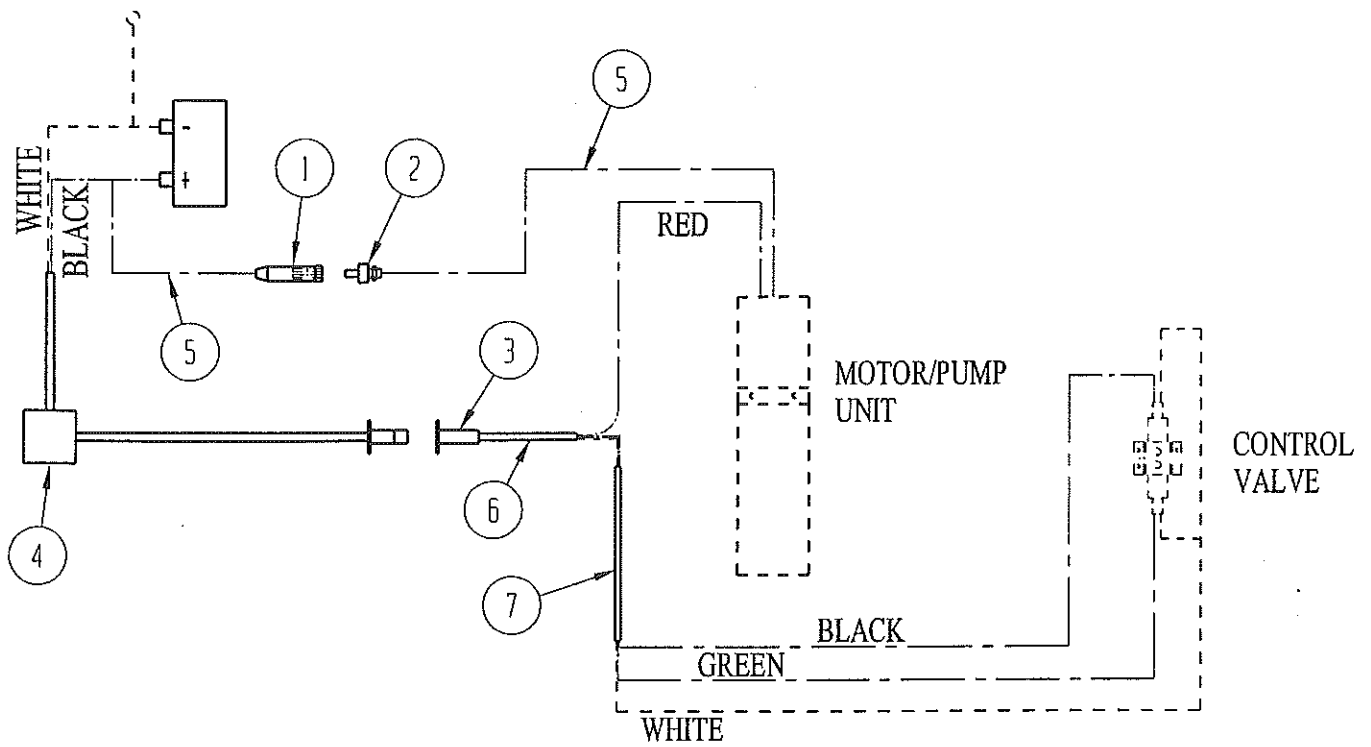 5
-
+
WHITE
BLACK
1
2
RED
5
3
MOTOR/PUMP
UNIT
CONTROL
VALVE
4
6
7
BLACK
GREEN
WHITE